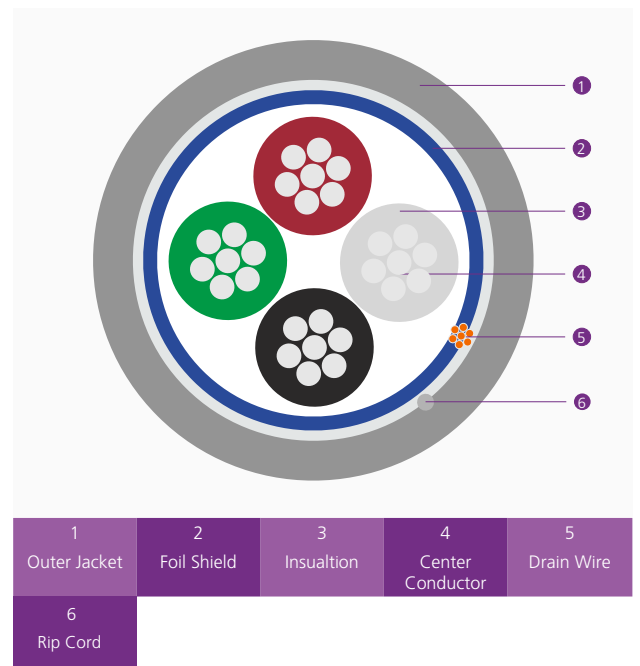 1
2
3
4
5
6
1
Outer Jacket
2
Foil Shield
3
Insualtion
4
Center
Conductor
5
Drain Wire
6
Rip Cord